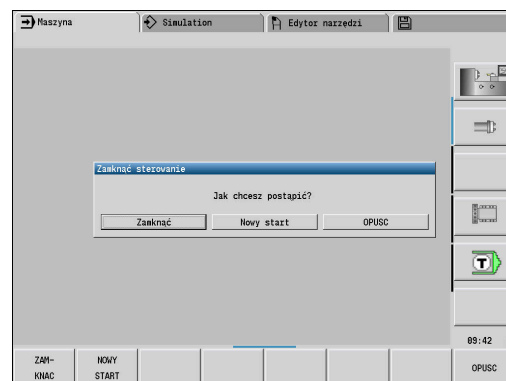 Maszyna
Simulation
Edytor narzędzi
Zamknąć sterowanie
Jak chcesz postąpić?
Zamknąć
Nowy start
OPUSC
T
09:42
ZAM-
KNAC
NOWY
START
OPUSC